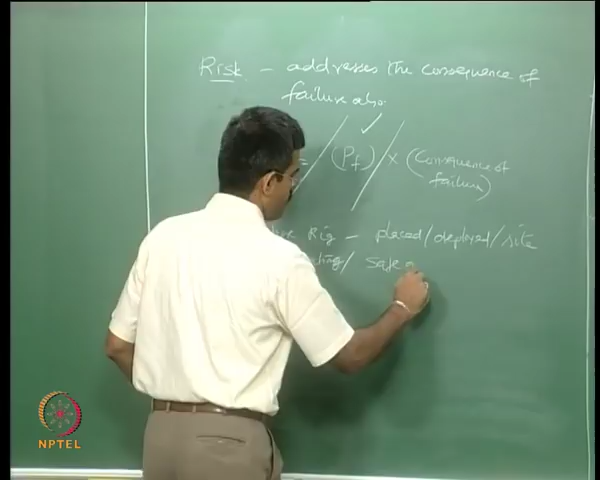 Risk - addresses the consequence of
failure also
= (Pf) × (Consequence of
failure)
Rig - placed/deployed/site
/ safe
NPTEL